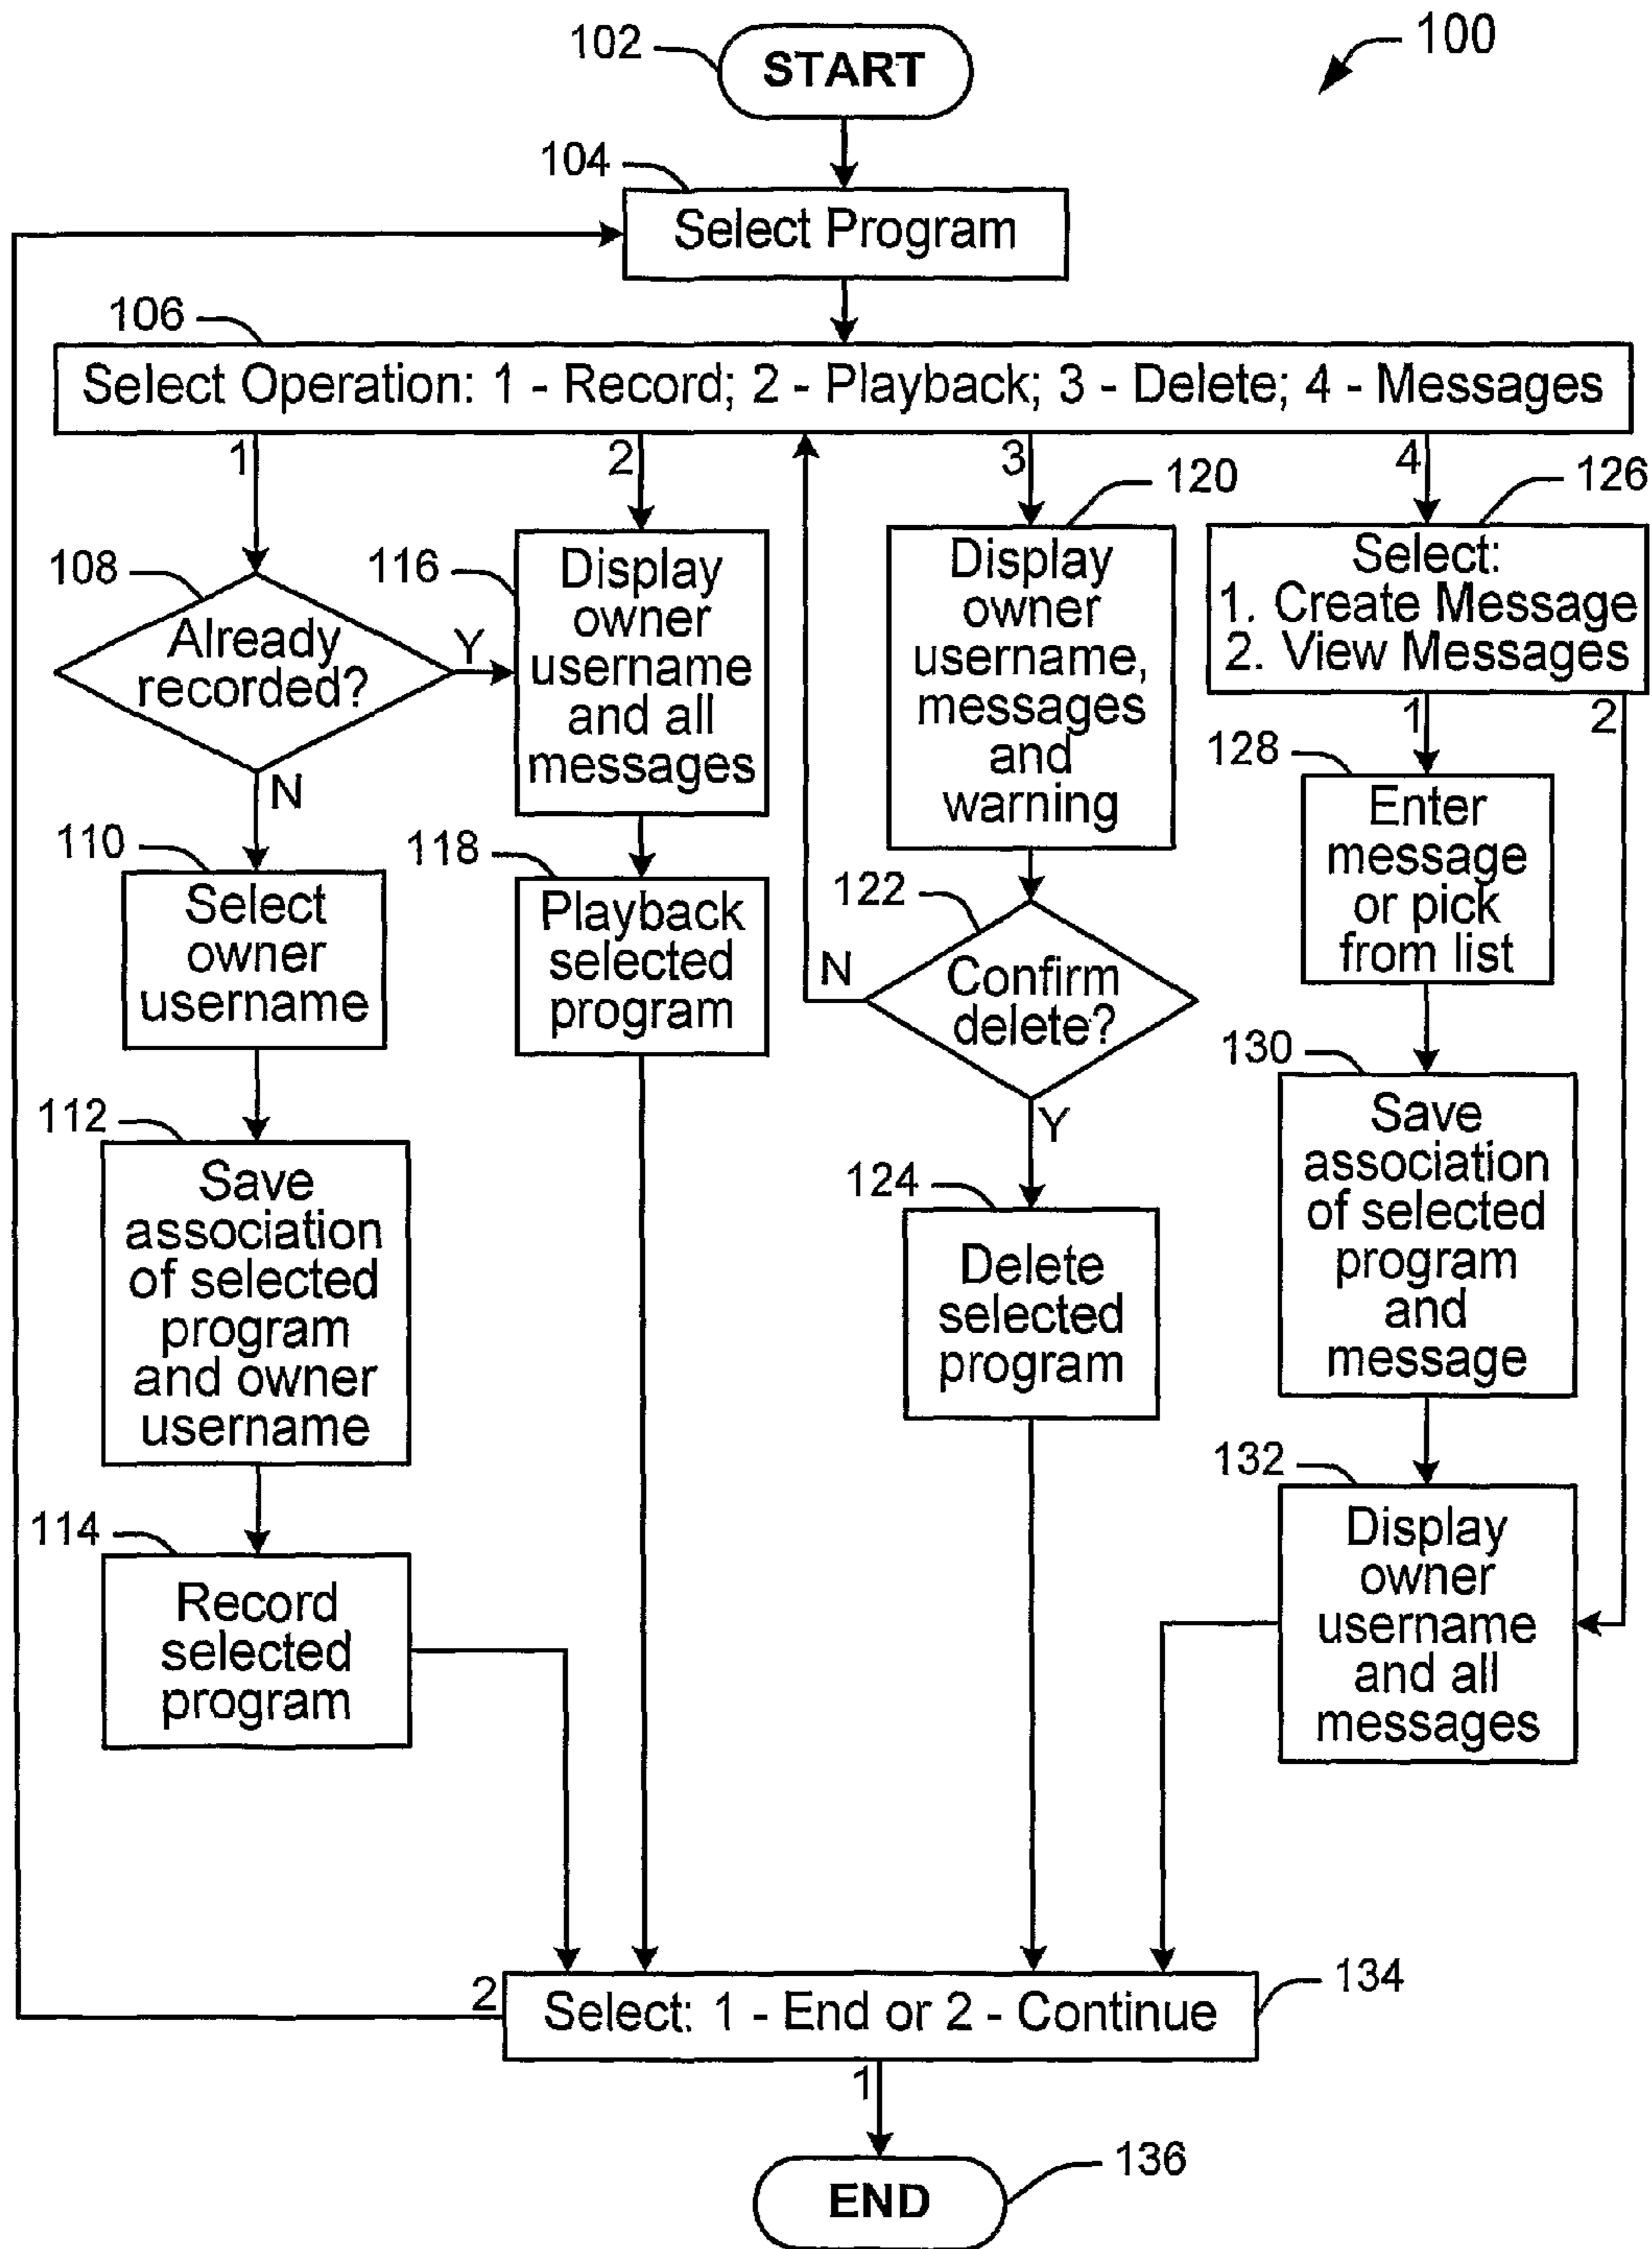 100
102
START
104
Select Program
106
Select Operation: 1 - Record; 2 - Playback; 3 - Delete; 4 - Messages
1
2
3
4
108
Already
recorded?
Y
N
110
Select
owner
username
112
Save
association
of selected
program
and owner
username
114
Record
selected
program
116
Display
owner
username
and all
messages
118
Playback
selected
program
120
Display
owner
username,
messages
and
warning
122
Confirm
delete?
N
Y
124
Delete
selected
program
126
Select:
1. Create Message
2. View Messages
1
2
128
Enter
message
or pick
from list
130
Save
association
of selected
program
and
message
132
Display
owner
username
and all
messages
134
2
Select: 1 - End or 2 - Continue
1
136
END